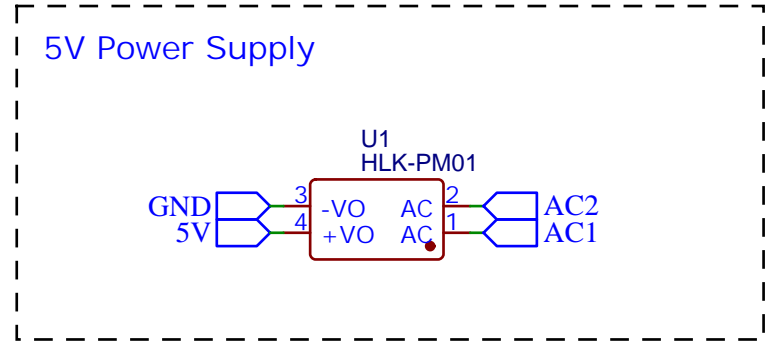 5V Power Supply
U1
HLK-PM01
GND 3 -VO AC 2 AC2
5V 4 +VO AC 1 AC1